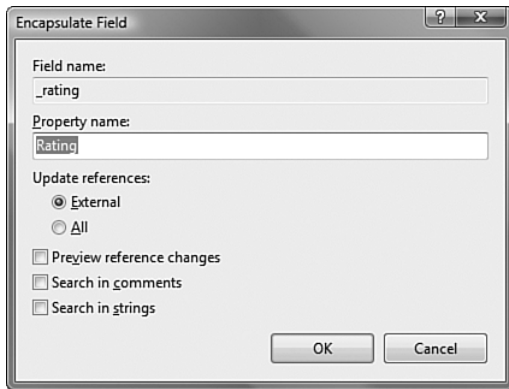 Encapsulate Field
?
X
Field name:
_rating
Property name:
Rating
Update references:
External
All
Preview reference changes
Search in comments
Search in strings
OK Cancel